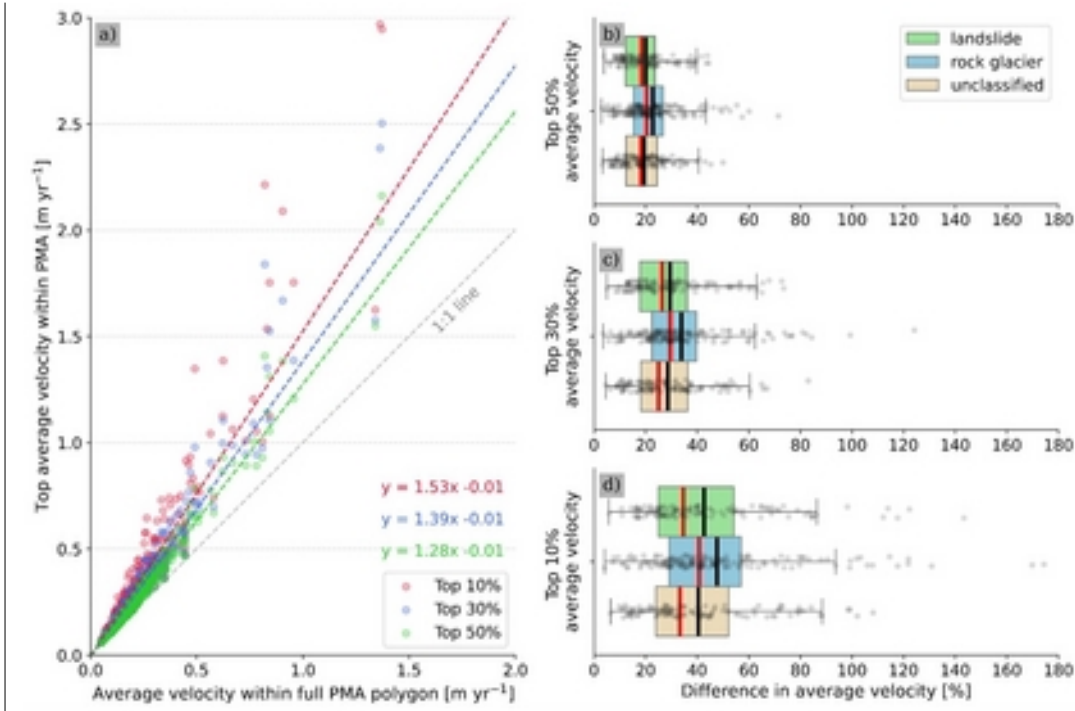 a)
3.0
2.5
2.0
1.5
1.0
0.5
0.0
Top average velocity within PMA [m yr⁻¹]
1:1 line
y = 1.53x -0.01
y = 1.39x -0.01
y = 1.28x -0.01
Top 10%
Top 30%
Top 50%
0.0 0.5 1.0 1.5 2.0
Average velocity within full PMA polygon [m yr⁻¹]
b)
Top 50%
average velocity
landslide
rock glacier
unclassified
0 20 40 60 80 100 120 140 160 180
c)
Top 30%
average velocity
0 20 40 60 80 100 120 140 160 180
d)
Top 10%
average velocity
0 20 40 60 80 100 120 140 160 180
Difference in average velocity [%]